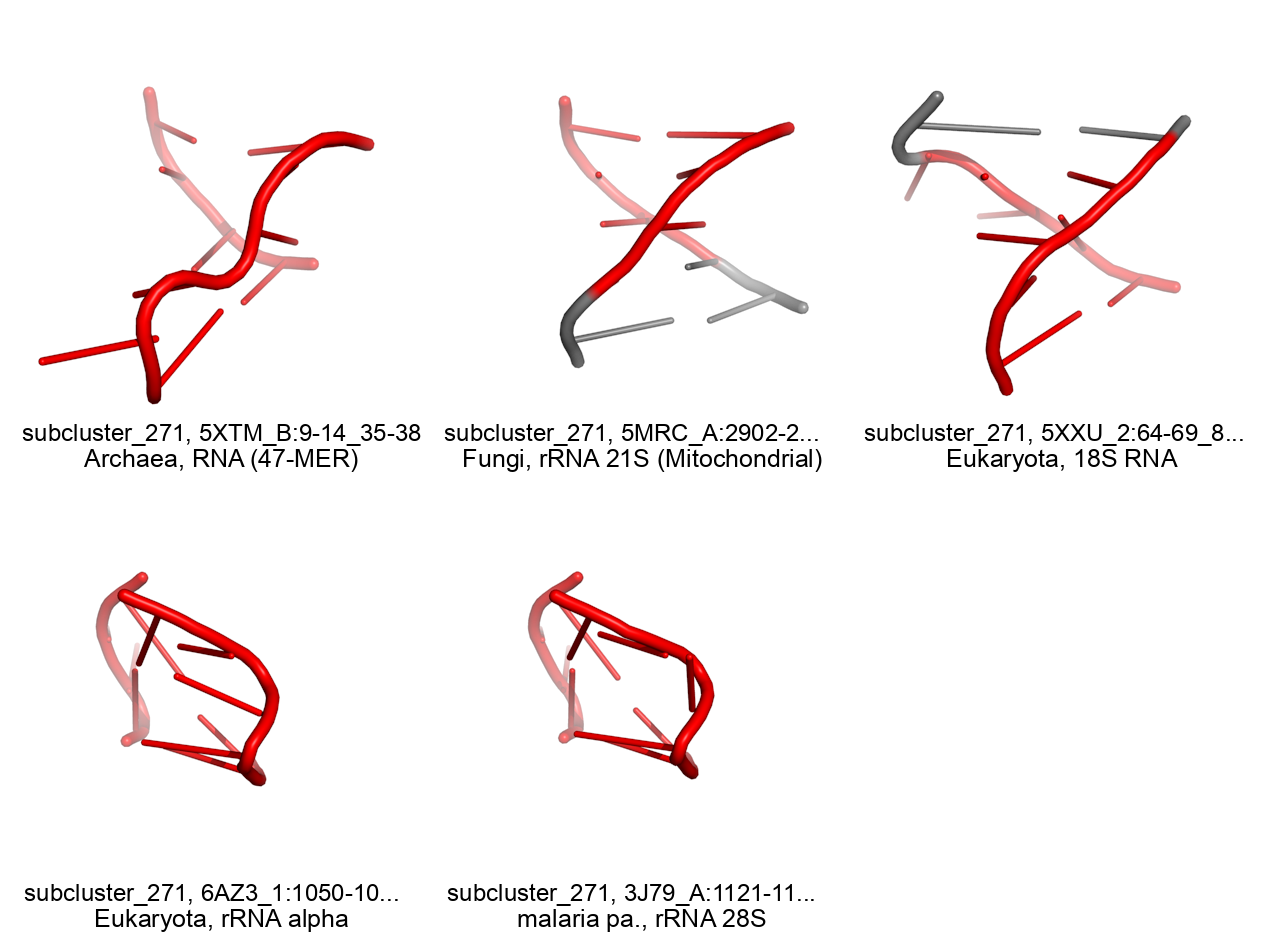 subcluster_271, 5XTM_B:9-14_35-38
Archaea, RNA (47-MER)
subcluster_271, 5MRC_A:2902-2...
Fungi, rRNA 21S (Mitochondrial)
subcluster_271, 5XXU_2:64-69_8...
Eukaryota, 18S RNA
subcluster_271, 6AZ3_1:1050-10...
Eukaryota, rRNA alpha
subcluster_271, 3J79_A:1121-11...
malaria pa., rRNA 28S